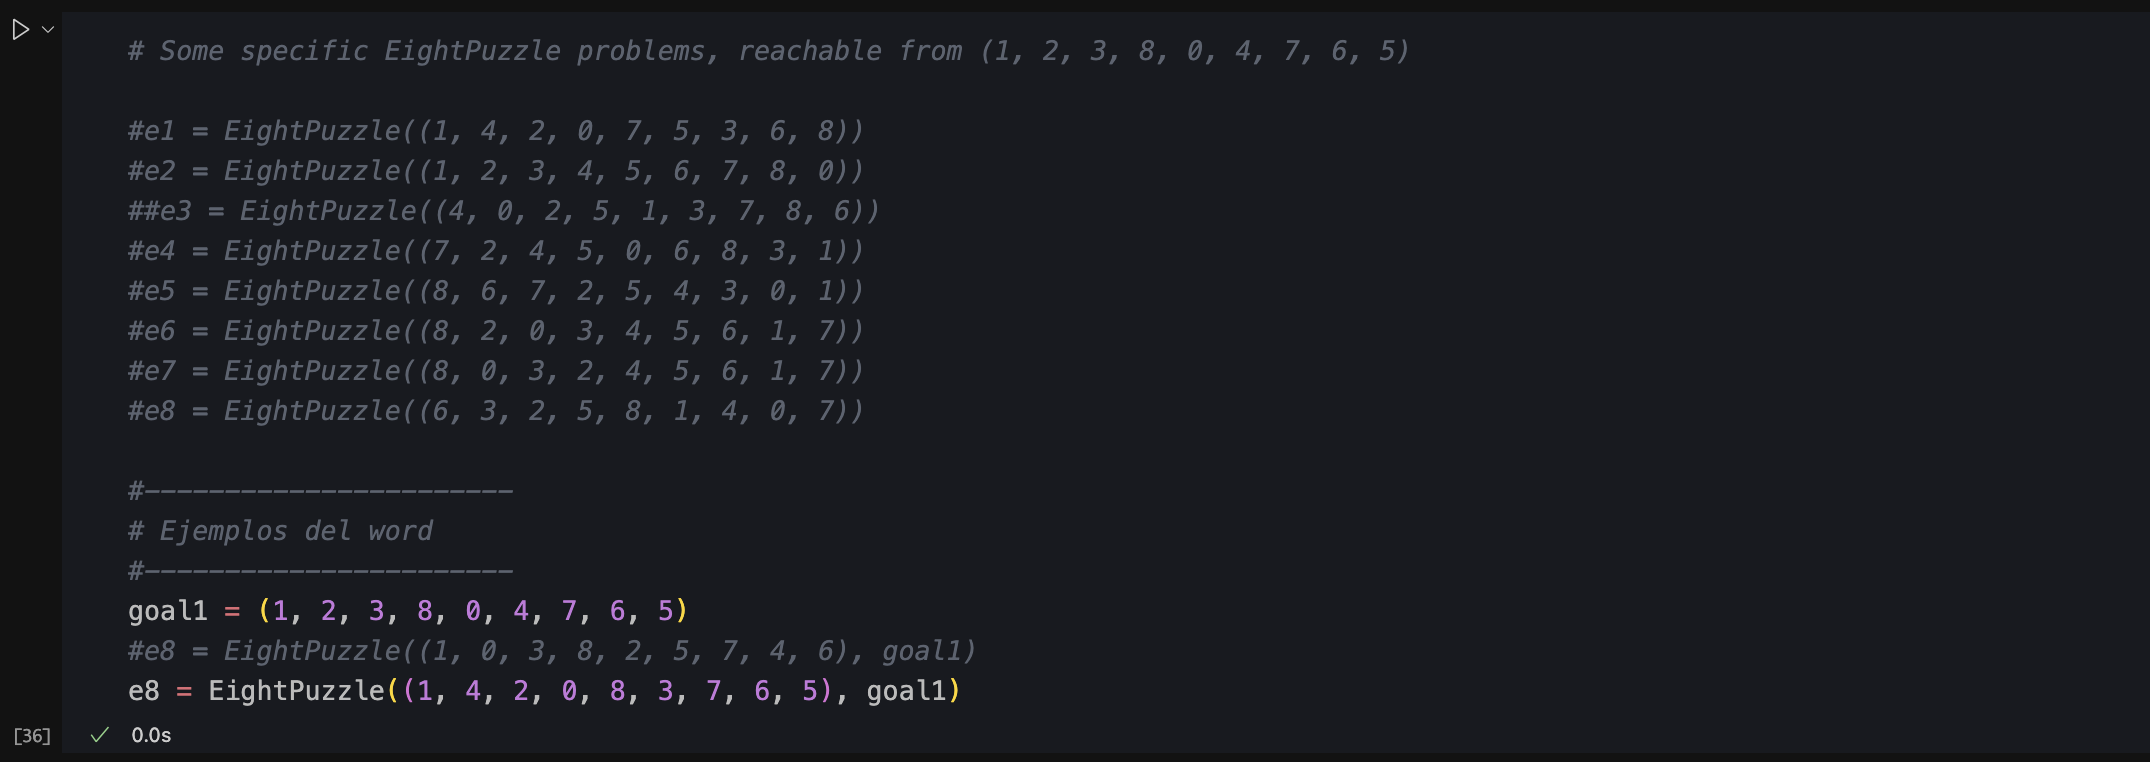 # Some specific EightPuzzle problems, reachable from (1, 2, 3, 8, 0, 4, 7, 6, 5)
#e1 = EightPuzzle((1, 4, 2, 0, 7, 5, 3, 6, 8))
#e2 = EightPuzzle((1, 2, 3, 4, 5, 6, 7, 8, 0))
##e3 = EightPuzzle((4, 0, 2, 5, 1, 3, 7, 8, 6))
#e4 = EightPuzzle((7, 2, 4, 5, 0, 6, 8, 3, 1))
#e5 = EightPuzzle((8, 6, 7, 2, 5, 4, 3, 0, 1))
#e6 = EightPuzzle((8, 2, 0, 3, 4, 5, 6, 1, 7))
#e7 = EightPuzzle((8, 0, 3, 2, 4, 5, 6, 1, 7))
#e8 = EightPuzzle((6, 3, 2, 5, 8, 1, 4, 0, 7))
#-----------------------
# Ejemplos del word
#-----------------------
goal1 = (1, 2, 3, 8, 0, 4, 7, 6, 5)
#e8 = EightPuzzle((1, 0, 3, 8, 2, 5, 7, 4, 6), goal1)
e8 = EightPuzzle((1, 4, 2, 0, 8, 3, 7, 6, 5), goal1)
[36] 0.0s